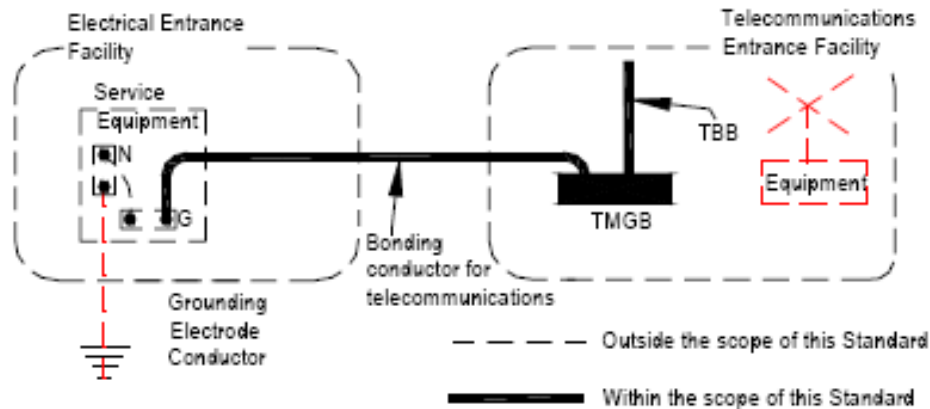 Electrical Entrance
Facility
Telecommunications
Entrance Facility
Service
Equipment
N
G
TBB
TMGB
Equipment
Bonding
conductor for
telecommunications
Grounding
Electrode
Conductor
Outside the scope of this Standard
Within the scope of this Standard